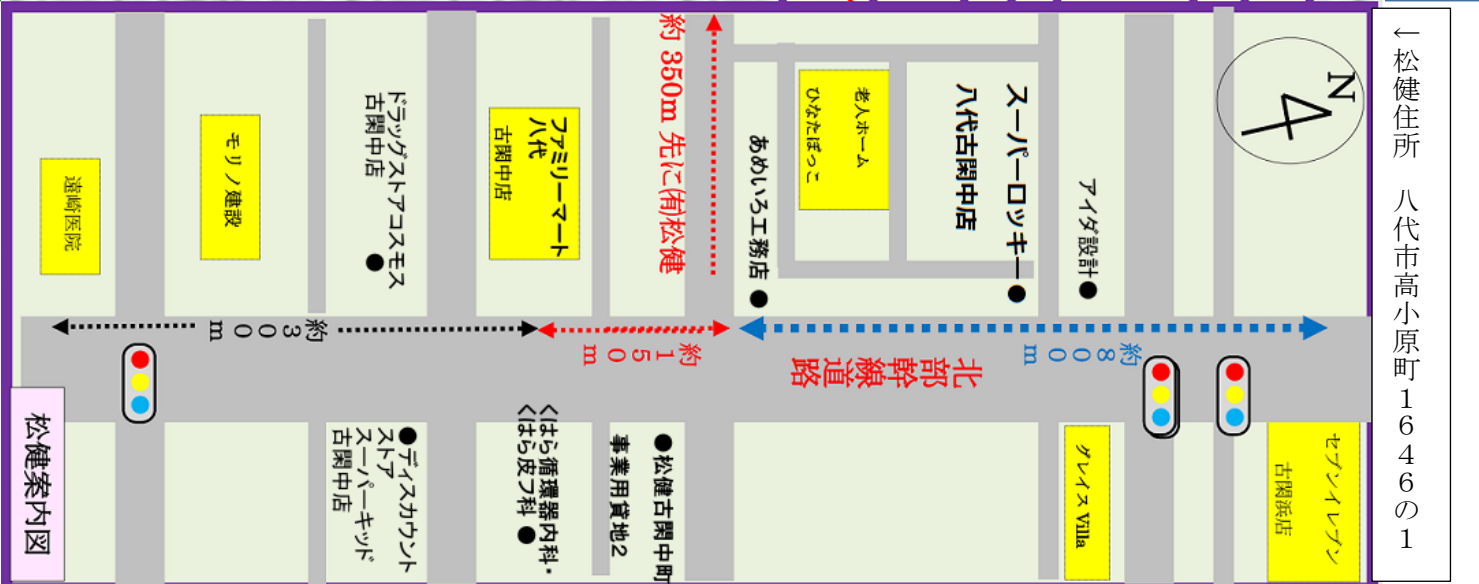 ←松健住所　八代市高小原町１６４６の１
N
セブンイレブン
古閑浜店
アイダ設計●
グレイスVilla
スーパーロッキー●
八代古閑中店
老人ホーム
ひなたぼっこ
あめいろ工務店●
約８００m
北部幹線道路
約350m 先に㈲松健
約１５０m
●松健古閑中町
事業用貸地2
ファミリーマート
八代
古閑中店
くはら循環器内科・
くはら皮フ科●
ドラッグストアコスモス
古閑中店●
約３００m
●ディスカウント
ストア
スーパーキッド
古閑中店
モリノ建設
遠崎医院
松健案内図